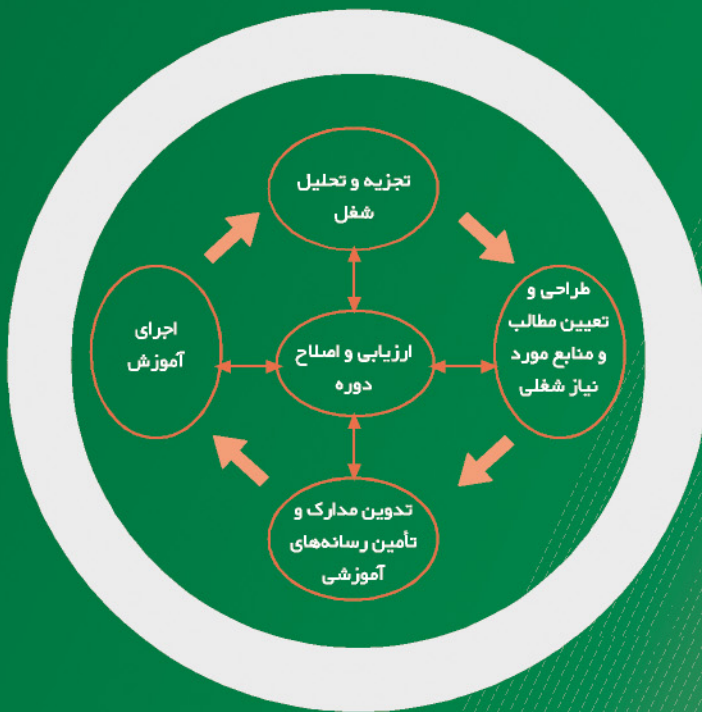 تجزیه و تحلیل
شغل
طراحی و
تعیین مطالب
و منابع مورد
نیاز شغلی
تدوین مدارک و
تأمین رسانه‌های
آموزشی
اجرای
آموزش
ارزیابی و اصلاح
دوره